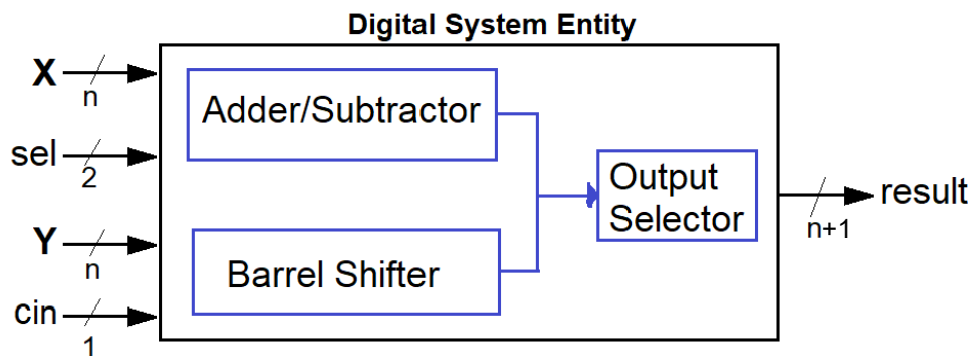 Digital System Entity
X
n
sel
2
Y
n
cin
1
Adder/Subtractor
Barrel Shifter
Output
Selector
result
n+1